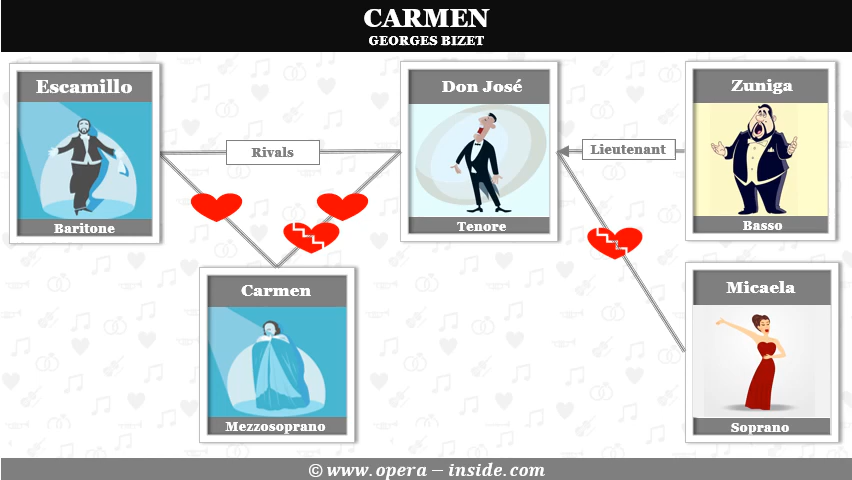 CARMEN
GEORGES BIZET
Escamillo
Baritone
Rivals
Don José
Tenore
Lieutenant
Zuniga
Basso
Carmen
Mezzosoprano
Micaela
Soprano
© www.opera – inside.com